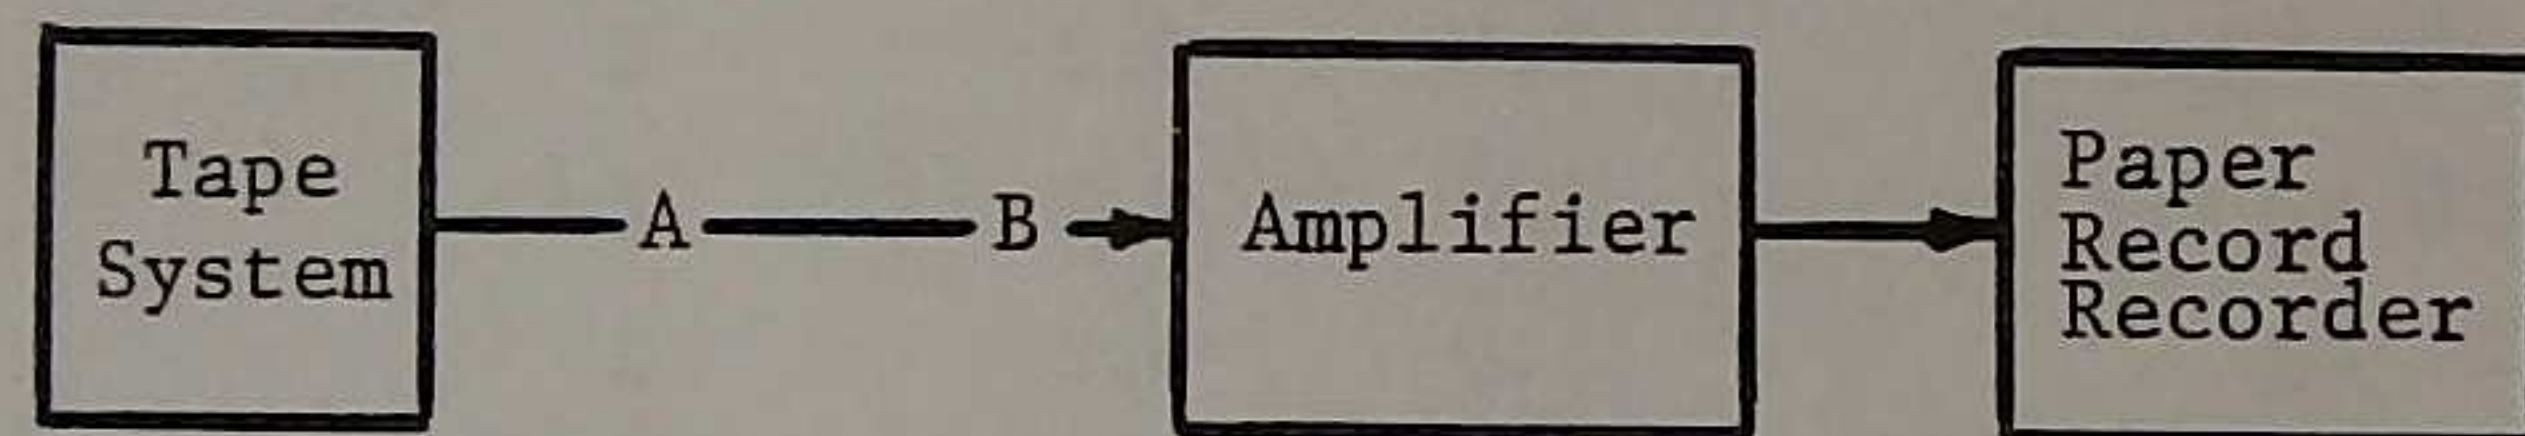 Tape
System
A
B
Amplifier
Paper
Record
Recorder